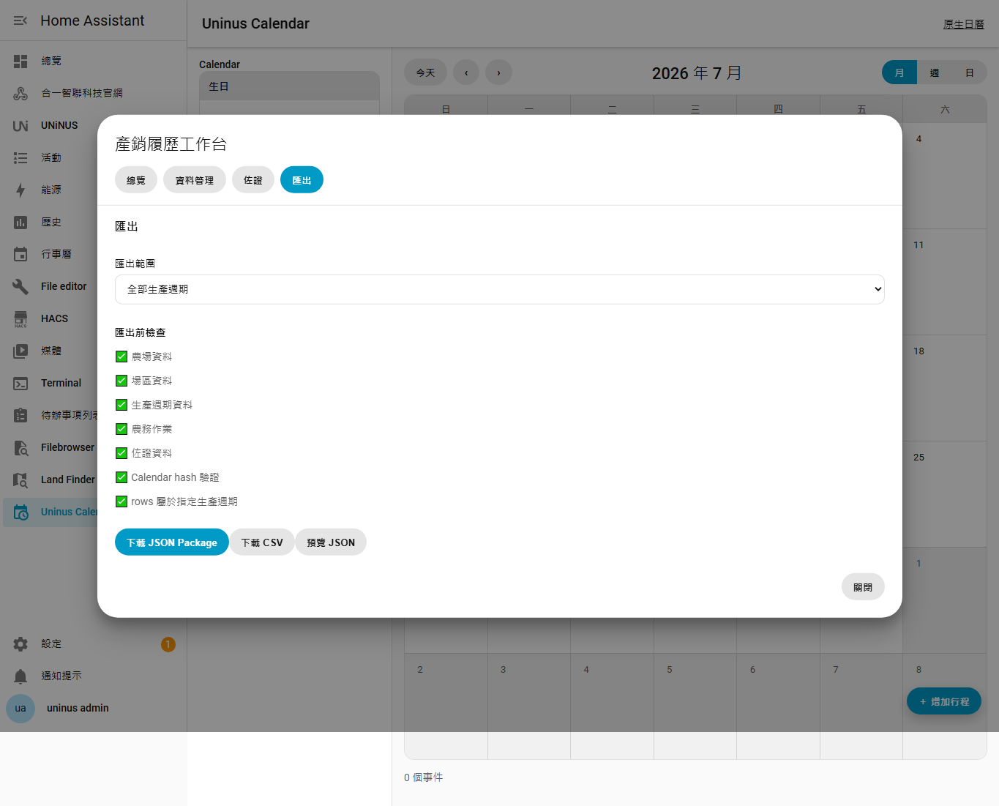 Home Assistant
Uninus Calendar
原生日曆
總覽
合一智聯科技官網
UNiNUS
活動
能源
歷史
行事曆
File editor
HACS
媒體
Terminal
待辦事項列表
Filebrowser
Land Finder
Uninus Cale
設定
1
通知提示
ua
uninus admin
Calendar
生日
今天
‹
›
2026 年 7 月
月
週
日
日
一
二
三
四
五
六
4
11
18
25
1
2
3
4
5
6
7
8
產銷履歷工作台
總覽
資料管理
佐證
匯出
匯出
匯出範圍
全部生產週期
匯出前檢查
農場資料
場區資料
生產週期資料
農務作業
佐證資料
Calendar hash 驗證
rows 屬於指定生產週期
下載 JSON Package
下載 CSV
預覽 JSON
關閉
+ 增加行程
0 個事件